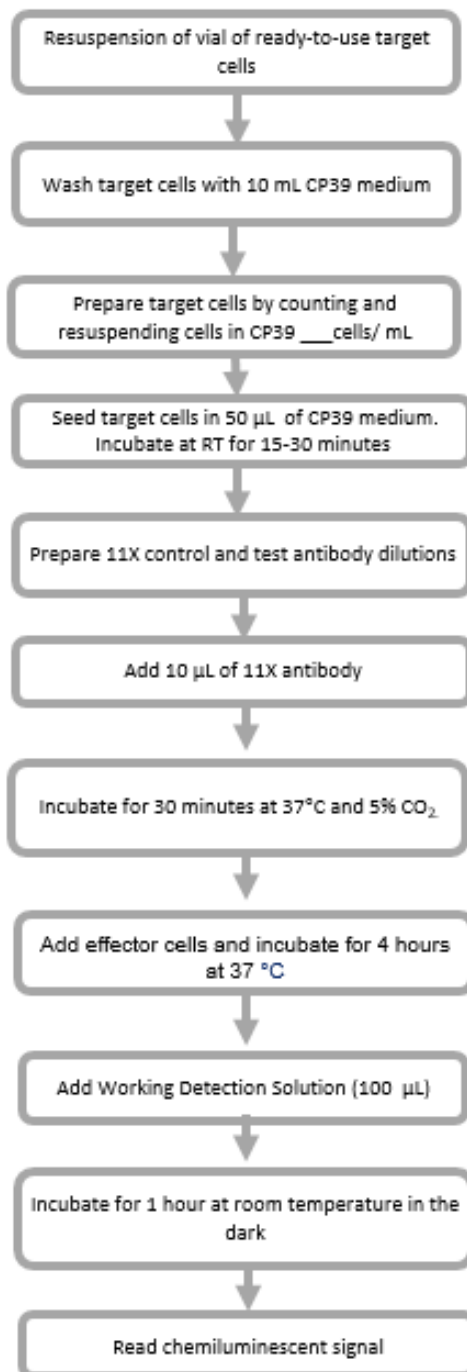 Resuspension of vial of ready-to-use target
cells
Wash target cells with 10 mL CP39 medium
Prepare target cells by counting and
resuspending cells in CP39 ___cells/ mL
Seed target cells in 50 µL of CP39 medium.
Incubate at RT for 15-30 minutes
Prepare 11X control and test antibody dilutions
Add 10 µL of 11X antibody
Incubate for 30 minutes at 37°C and 5% CO₂
Add effector cells and incubate for 4 hours
at 37 °C
Add Working Detection Solution (100 µL)
Incubate for 1 hour at room temperature in the
dark
Read chemiluminescent signal